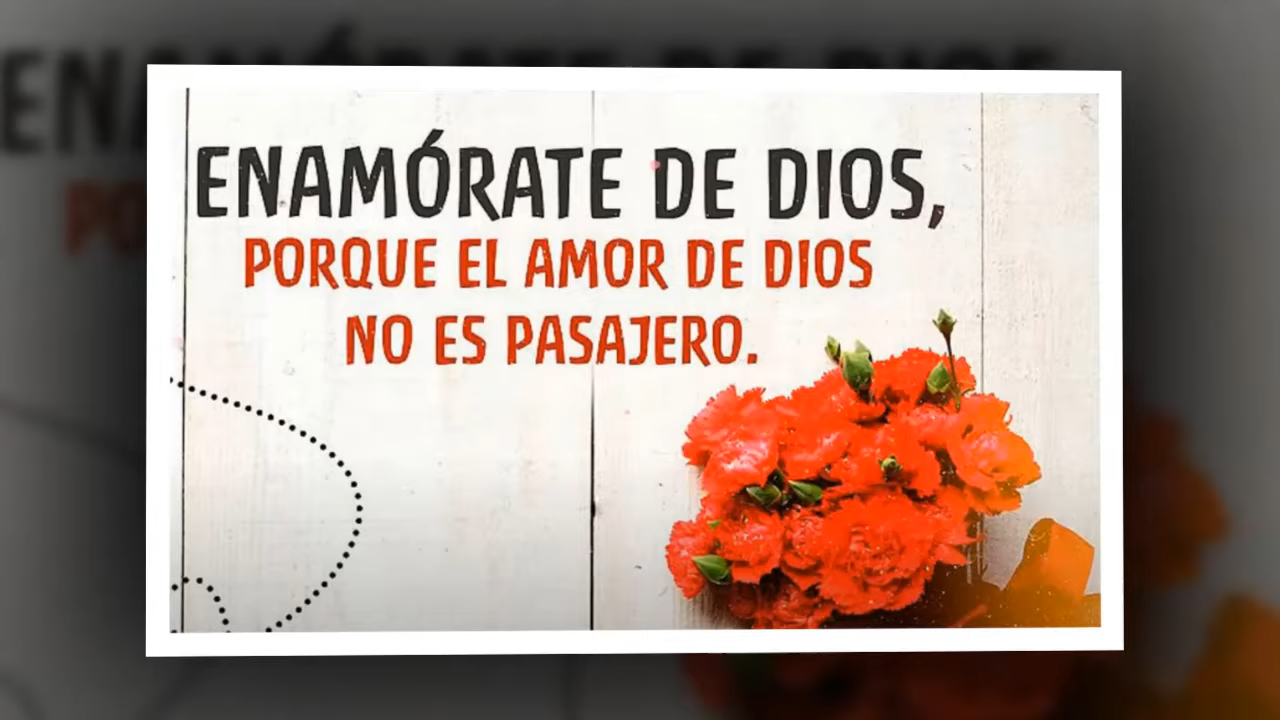 ENAMÓRATE DE DIOS,
PORQUE EL AMOR DE DIOS
NO ES PASAJERO.